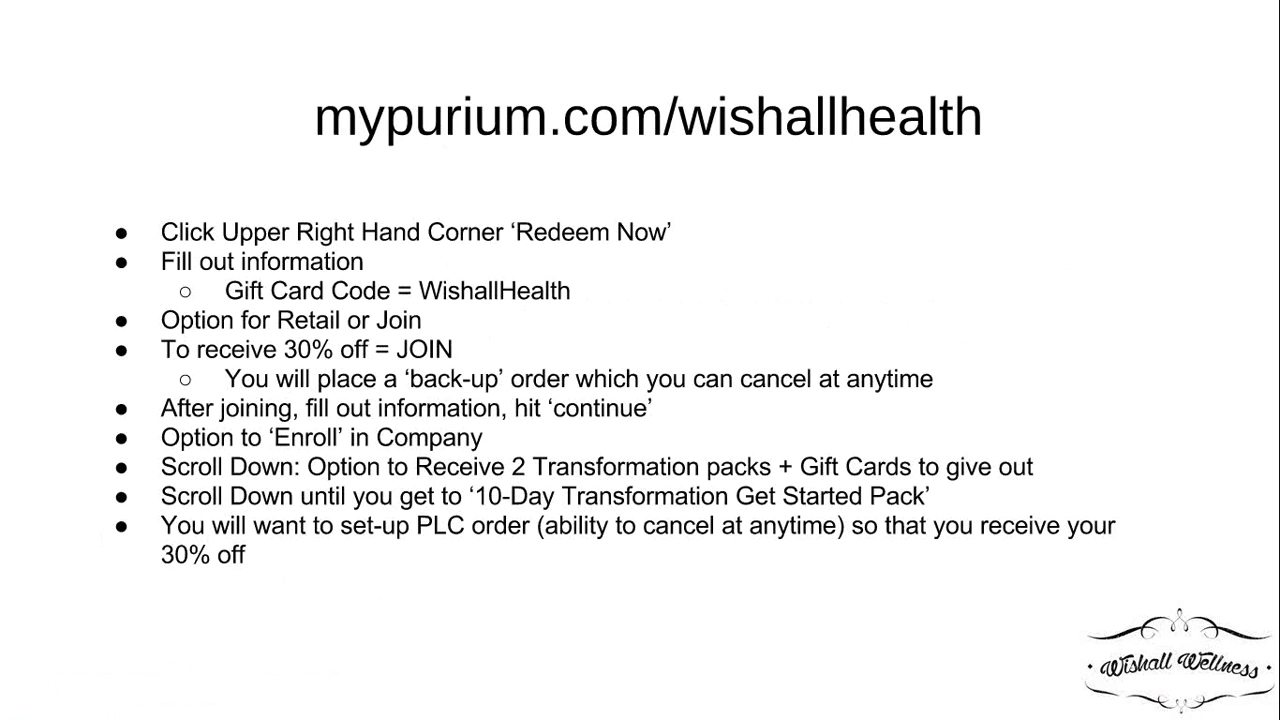 mypurium.com/wishallhealth
● Click Upper Right Hand Corner ‘Redeem Now’
● Fill out information
○ Gift Card Code = WishallHealth
● Option for Retail or Join
● To receive 30% off = JOIN
○ You will place a ‘back-up’ order which you can cancel at anytime
● After joining, fill out information, hit ‘continue’
● Option to ‘Enroll’ in Company
● Scroll Down: Option to Receive 2 Transformation packs + Gift Cards to give out
● Scroll Down until you get to ‘10-Day Transformation Get Started Pack’
● You will want to set-up PLC order (ability to cancel at anytime) so that you receive your
30% off
Wishall Wellness